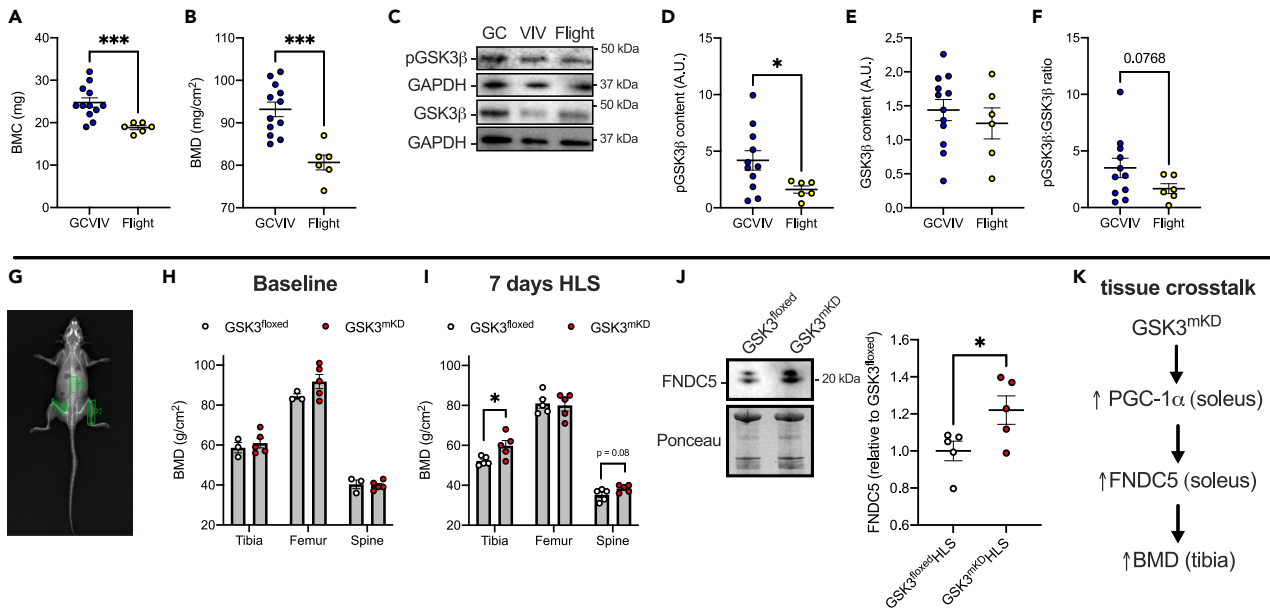 A
***
BMC (mg)
40
30
20
10
0
GCVIV
Flight
B
***
BMD (mg/cm²)
110
100
90
80
70
GCVIV
Flight
C
GC VIV Flight
pGSK3β
50 kDa
GAPDH
37 kDa
GSK3β
50 kDa
GAPDH
37 kDa
D
*
pGSK3β content (A.U.)
15
10
5
0
GCVIV
Flight
E
GSK3β content (A.U.)
2.5
2.0
1.5
1.0
0.5
0.0
GCVIV
Flight
F
0.0768
pGSK3β:GSK3β ratio
15
10
5
0
GCVIV
Flight
G
H
Baseline
GSK3floxed
GSK3mKD
BMD (g/cm²)
100
80
60
40
20
Tibia
Femur
Spine
I
7 days HLS
GSK3floxed
GSK3mKD
BMD (g/cm²)
100
80
60
40
20
*
p = 0.08
Tibia
Femur
Spine
J
GSK3floxed
GSK3mKD
FNDC5
20 kDa
Ponceau
*
FNDC5 (relative to GSK3floxed)
1.6
1.4
1.2
1.0
0.8
0.6
GSK3floxedHLS
GSK3mKDHLS
K
tissue crosstalk
GSK3mKD
↑ PGC-1α (soleus)
↑FNDC5 (soleus)
↑BMD (tibia)